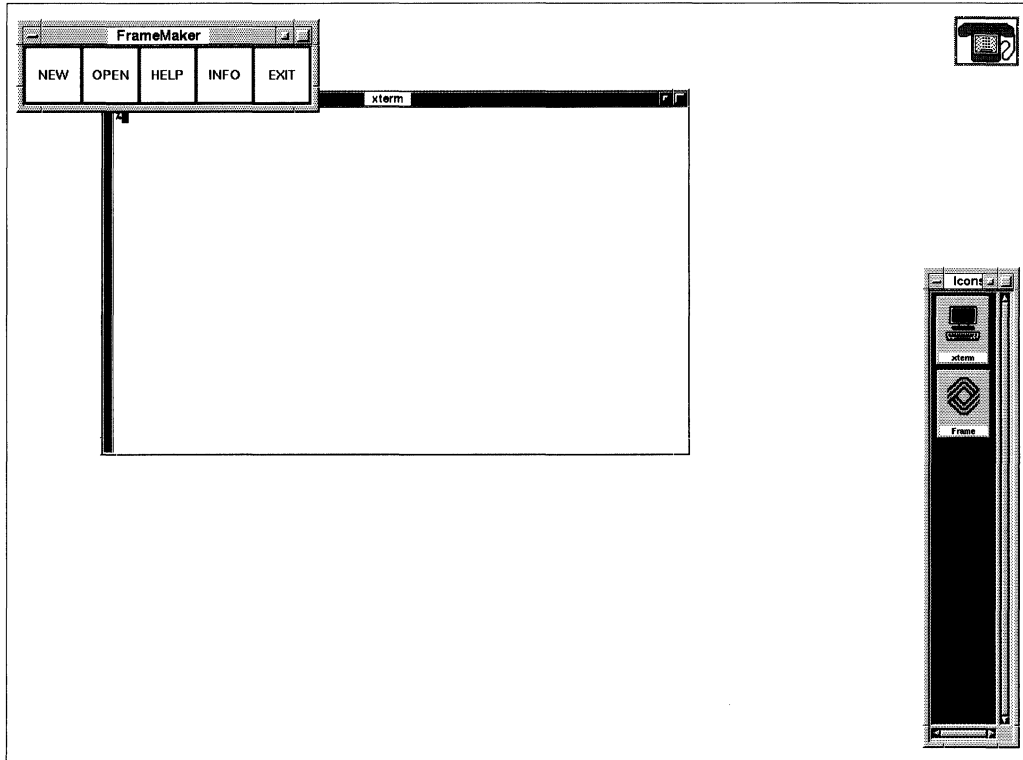 FrameMaker
NEW OPEN HELP INFO EXIT
xterm
Icons
xterm
Frame